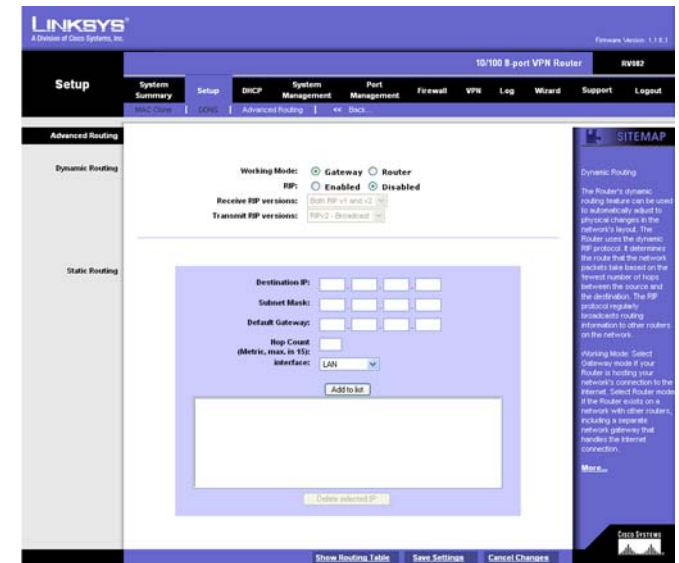 LINKSYS®
A Division of Cisco Systems, Inc.
Firmware Version: 1.1.6.1
10/100 8-port VPN Router
RV082
Setup
System Summary
Setup
DHCP
System Management
Port Management
Firewall
VPN
Log
Wizard
Support
Logout
MAC Clone | DDNS | Advanced Routing | << Back...
Advanced Routing
SITEMAP
Dynamic Routing
Working Mode: Gateway Router
RIP: Enabled Disabled
Receive RIP versions: Both RIP v1 and v2
Transmit RIP versions: RIPv2 - Broadcast
Static Routing
Destination IP:
Subnet Mask:
Default Gateway:
Hop Count
(Metric, max. is 15):
interface: LAN
Add to list
Delete selected IP
Dynamic Routing
The Router's dynamic
routing feature can be used
to automatically adjust to
physical changes in the
network's layout. The
Router uses the dynamic
RIP protocol. It determines
the route that the network
packets take based on the
fewest number of hops
between the source and
the destination. The RIP
protocol regularly
broadcasts routing
information to other routers
on the network.
Working Mode: Select
Gateway mode if your
Router is hosting your
network's connection to the
Internet. Select Router mode
if the Router exists on a
network with other routers,
including a separate
network gateway that
handles the Internet
connection.
More...
Show Routing Table
Save Settings
Cancel Changes
CISCO SYSTEMS